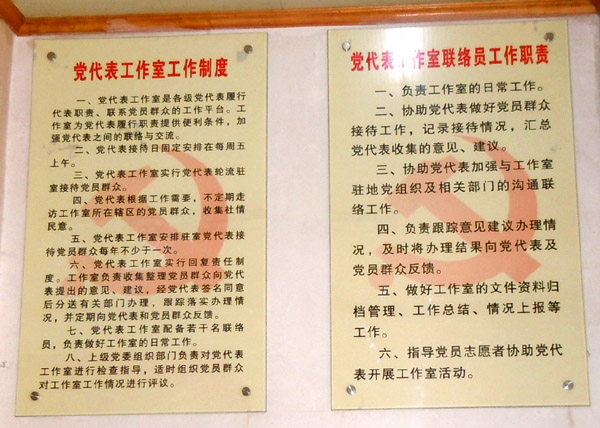 党代表工作室工作制度
一、党代表工作室是各级党代表履行
代表职责、联系党员群众的工作平台。工
作室为党代表履行职责提供便利条件，加
强党代表之间的联络与交流。
二、党代表接待日固定安排在每周五
上午。
三、党代表工作室实行党代表轮流驻
室接待党员群众。
四、党代表根据工作需要，不定期走
访工作室所在辖区的党员群众，收集社情
民意。
五、党代表工作室安排驻室党代表接
待党员群众每年不少于一次。
六、党代表工作室实行回复责任制
度。工作室负责收集整理党员群众向党代
表提出的意见、建议，经党代表签名同意
后分送有关部门办理，跟踪落实办理情
况，并定期向党代表和党员群众反馈。
七、党代表工作室配备若干名联络
员，负责做好工作室的日常工作。
八、上级党委组织部门负责对党代表
工作室进行检查指导，适时组织党员群众
对工作室工作情况进行评议。
党代表工作室联络员工作职责
一、负责工作室的日常工作。
二、协助党代表做好党员群众
接待工作，记录接待情况，汇总
党代表收集的意见、建议。
三、协助党代表加强与工作室
驻地党组织及相关部门的沟通联
络工作。
四、负责跟踪意见建议办理情
况，及时将办理结果向党代表及
党员群众反馈。
五、做好工作室的文件资料归
档管理、工作总结、情况上报等
工作。
六、指导党员志愿者协助党代
表开展工作室活动。